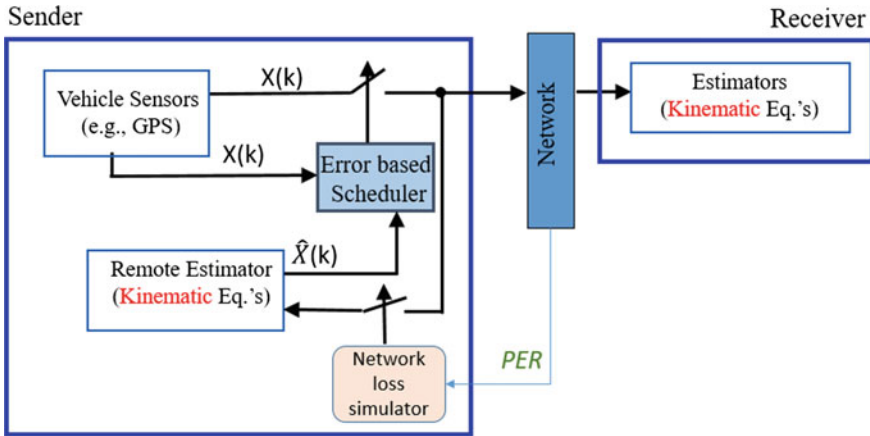 Sender
Receiver
Vehicle Sensors
(e.g., GPS)
X(k)
X(k)
Error based
Scheduler
Network
Estimators
(Kinematic Eq.'s)
Remote Estimator
(Kinematic Eq.'s)
X̂(k)
Network
loss
simulator
PER